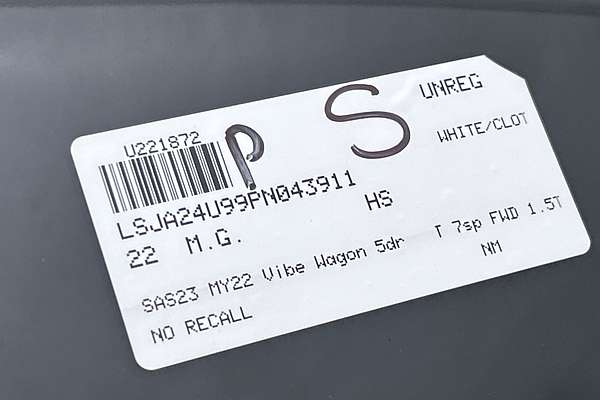 U221872 P S UNREG
WHITE/CLOT
LSJA24U99PN043911
22 M.G. HS
SAS23 MY22 Vibe Wagon 5dr T 7sp FWD 1.5T
NM
NO RECALL